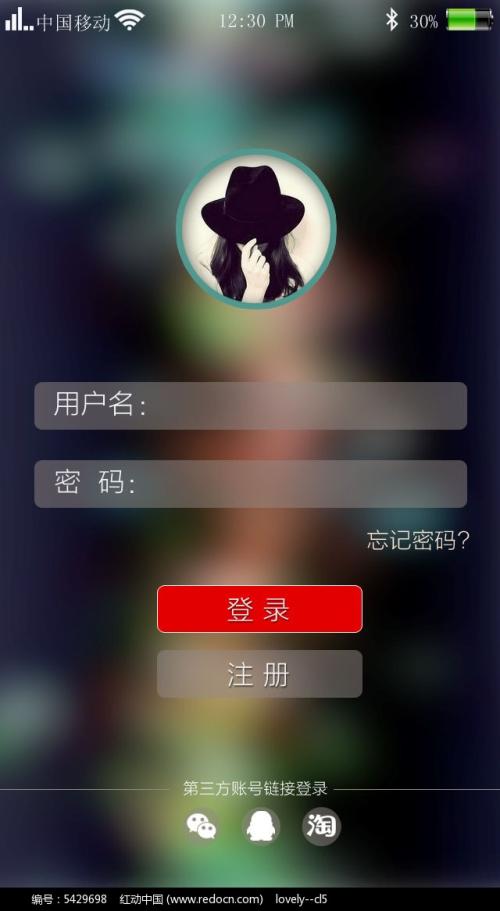 中国移动 12:30 PM 30%
用户名:
密 码:
忘记密码?
登 录
注 册
第三方账号链接登录
淘
编号:5429698 红动中国 (www.redocn.com) lovely--cl5